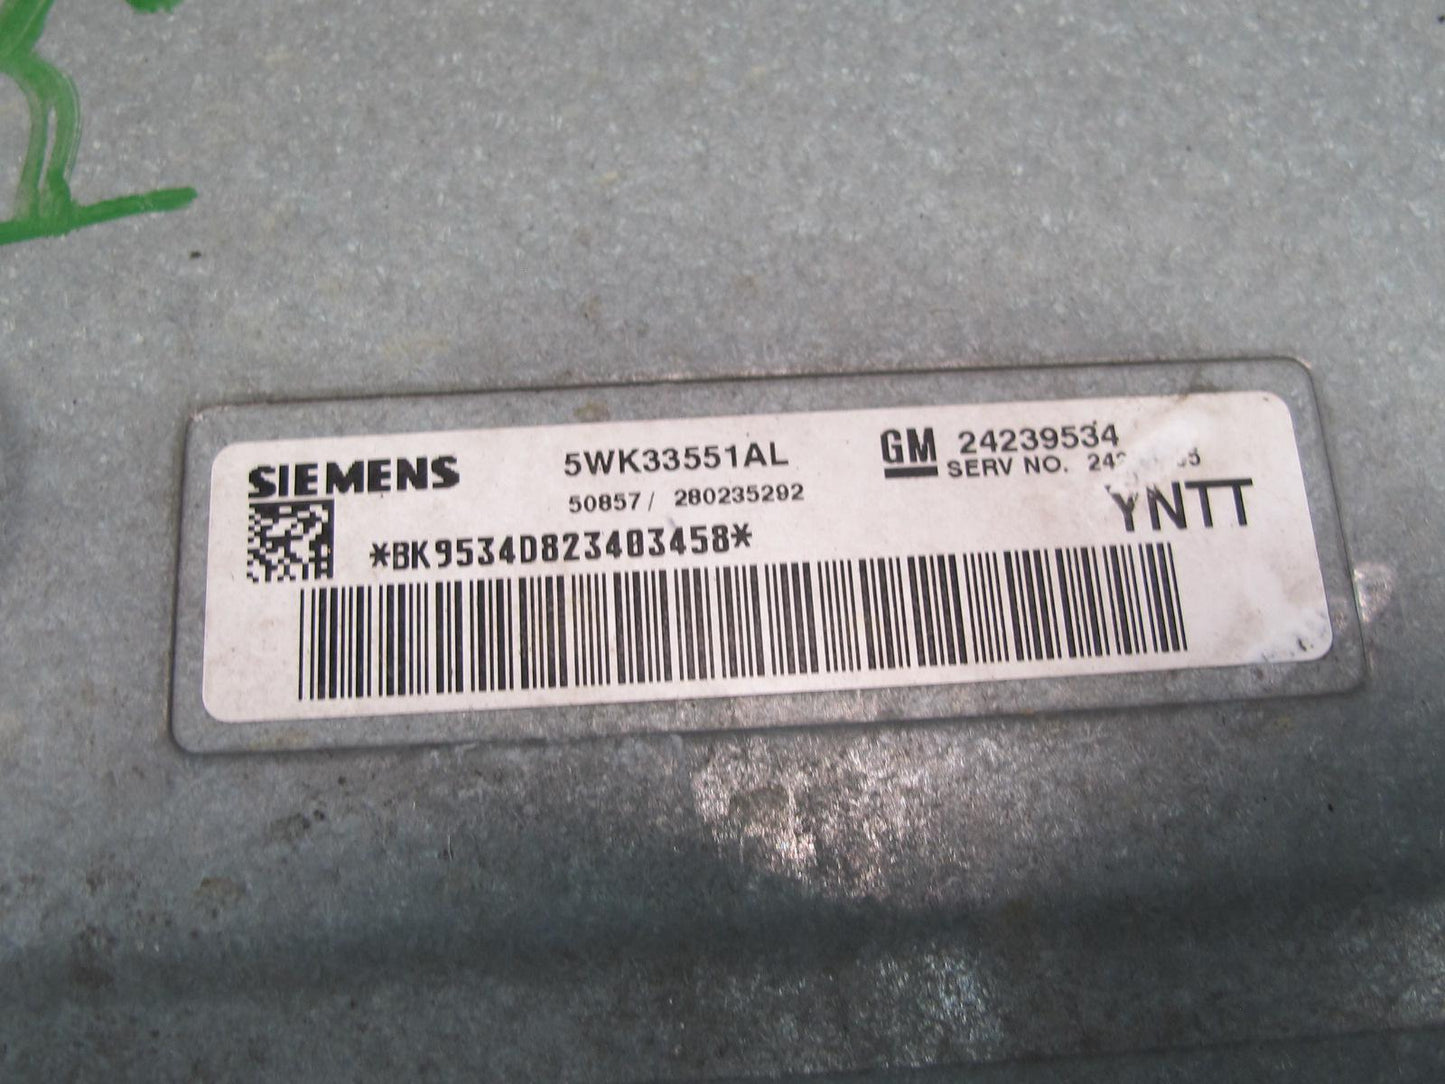 SIEMENS
5WK33551AL
50857/ 280235292
*BK9534D823403458*
GM 24239534
SERV NO.
YNTT